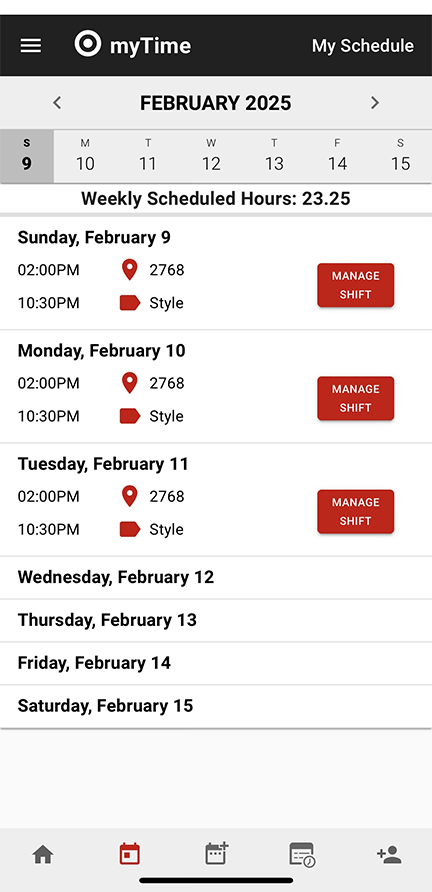 myTime My Schedule
FEBRUARY 2025
S M T W T F S
9 10 11 12 13 14 15
Weekly Scheduled Hours: 23.25
Sunday, February 9
02:00PM 2768
10:30PM Style
MANAGE
SHIFT
Monday, February 10
02:00PM 2768
10:30PM Style
MANAGE
SHIFT
Tuesday, February 11
02:00PM 2768
10:30PM Style
MANAGE
SHIFT
Wednesday, February 12
Thursday, February 13
Friday, February 14
Saturday, February 15